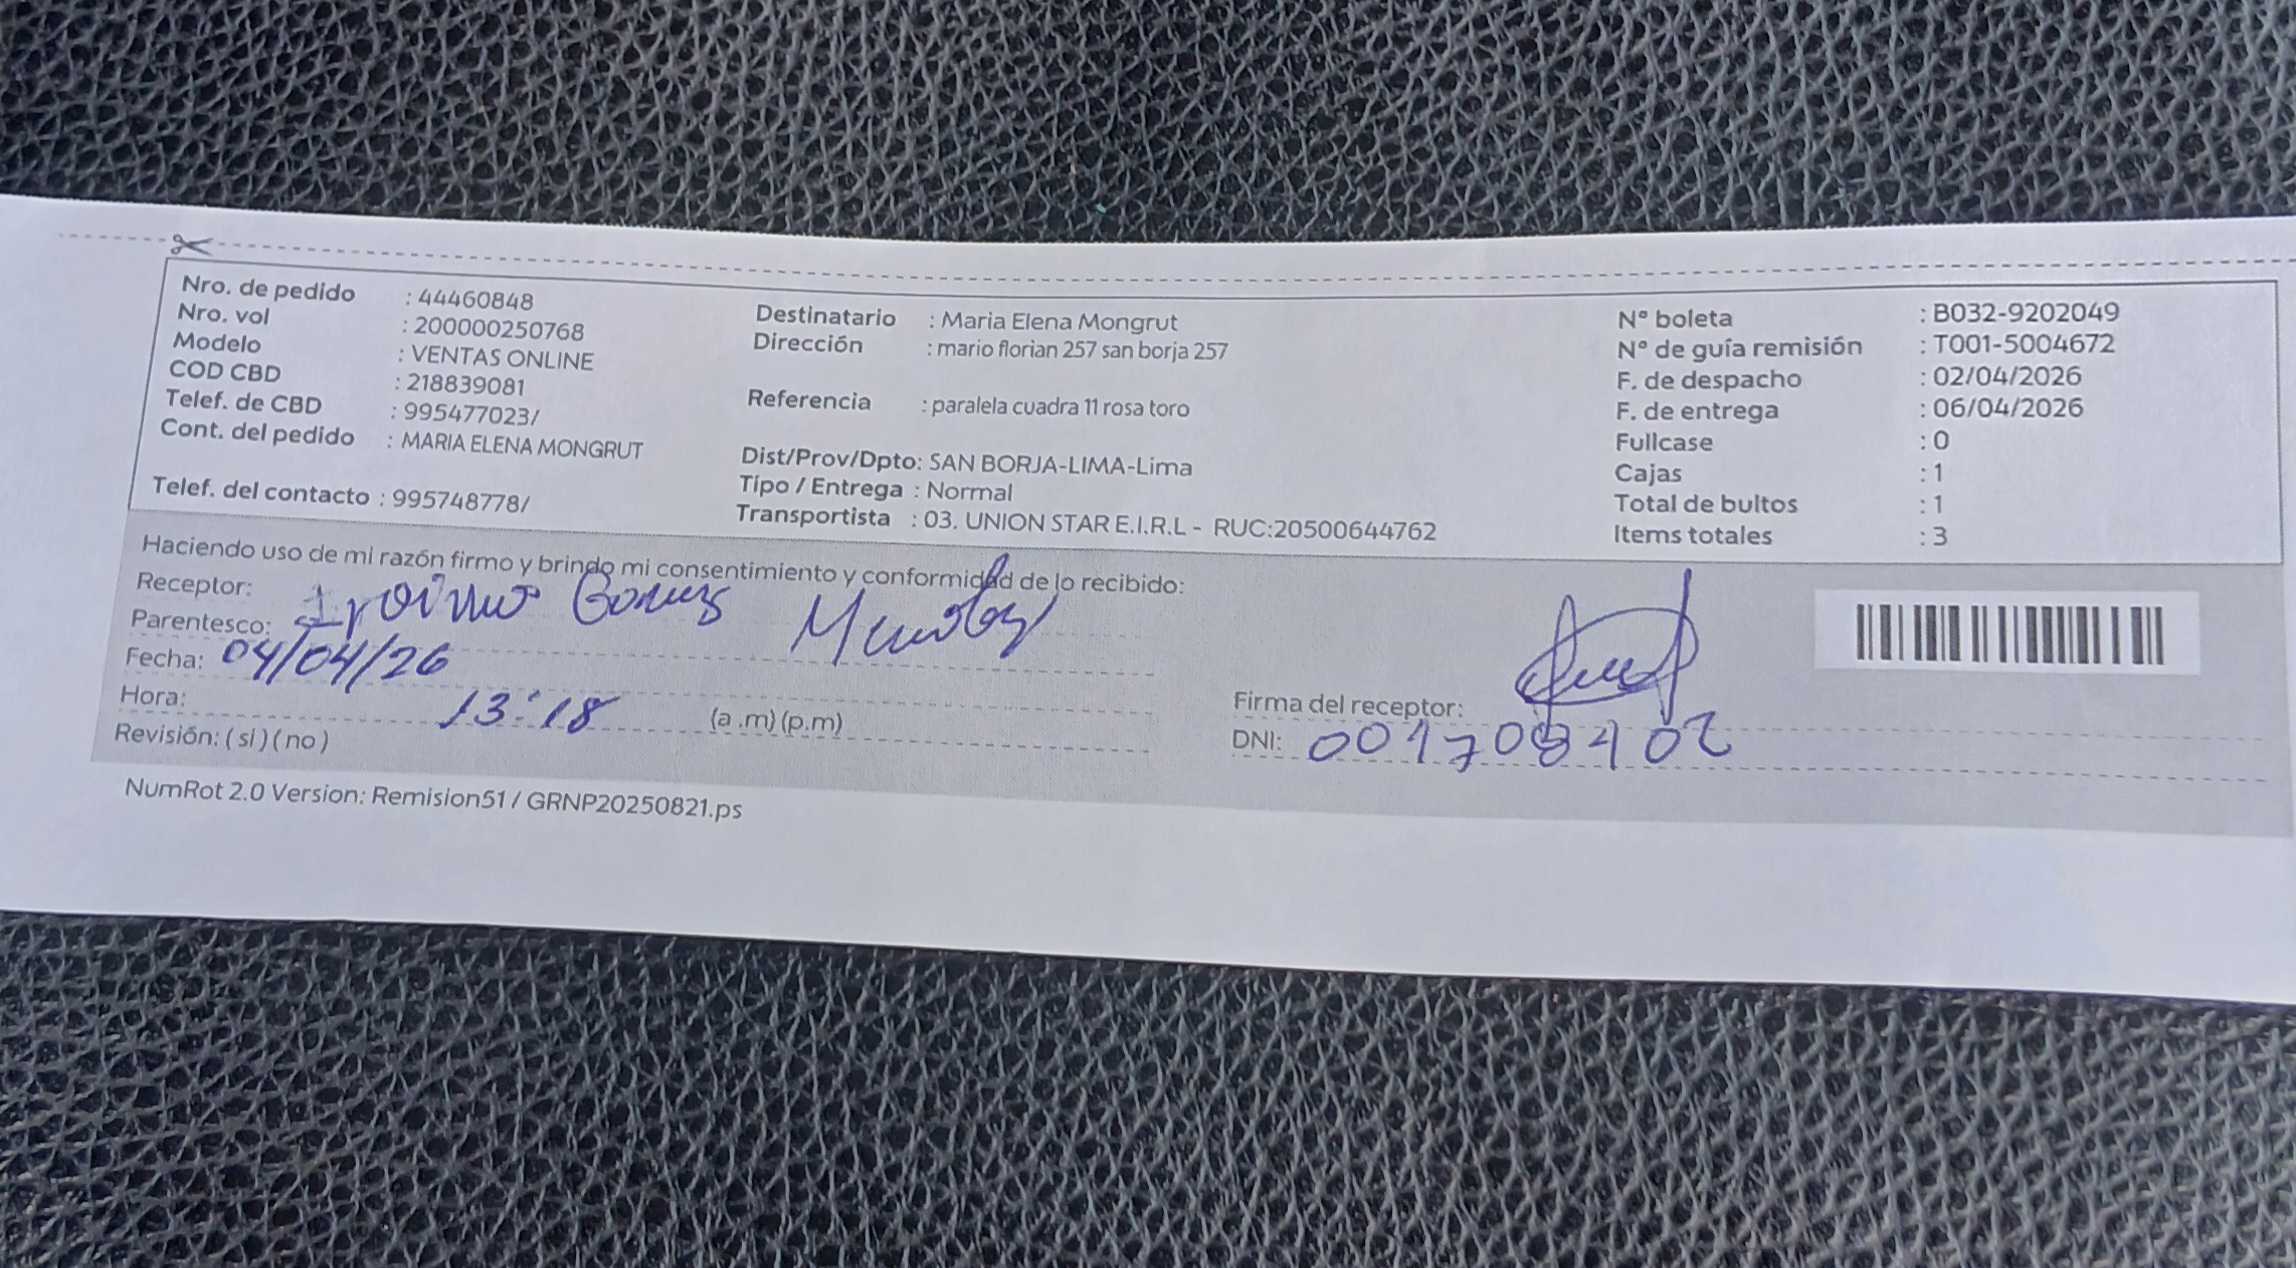 Nro. de pedido : 44460848
Nro. vol : 200000250768
Modelo : VENTAS ONLINE
COD CBD : 218839081
Telef. de CBD : 995477023/
Cont. del pedido : MARIA ELENA MONGRUT
Telef. del contacto : 995748778/
Destinatario : Maria Elena Mongrut
Dirección : mario florian 257 san borja 257
Referencia : paralela cuadra 11 rosa toro
Dist/Prov/Dpto: SAN BORJA-LIMA-Lima
Tipo / Entrega : Normal
Transportista : 03. UNION STAR E.I.R.L - RUC:20500644762
Nº boleta : B032-9202049
Nº de guía remisión : T001-5004672
F. de despacho : 02/04/2026
F. de entrega : 06/04/2026
Fullcase : 0
Cajas : 1
Total de bultos : 1
Items totales : 3
Haciendo uso de mi razón firmo y brindo mi consentimiento y conformidad de lo recibido:
Receptor:
Parentesco:
Fecha: 04/04/26
Hora: 13:18 (a .m) (p.m)
Revisión: ( si ) ( no )
Firma del receptor:
DNI:
NumRot 2.0 Version: Remision51 / GRNP20250821.ps